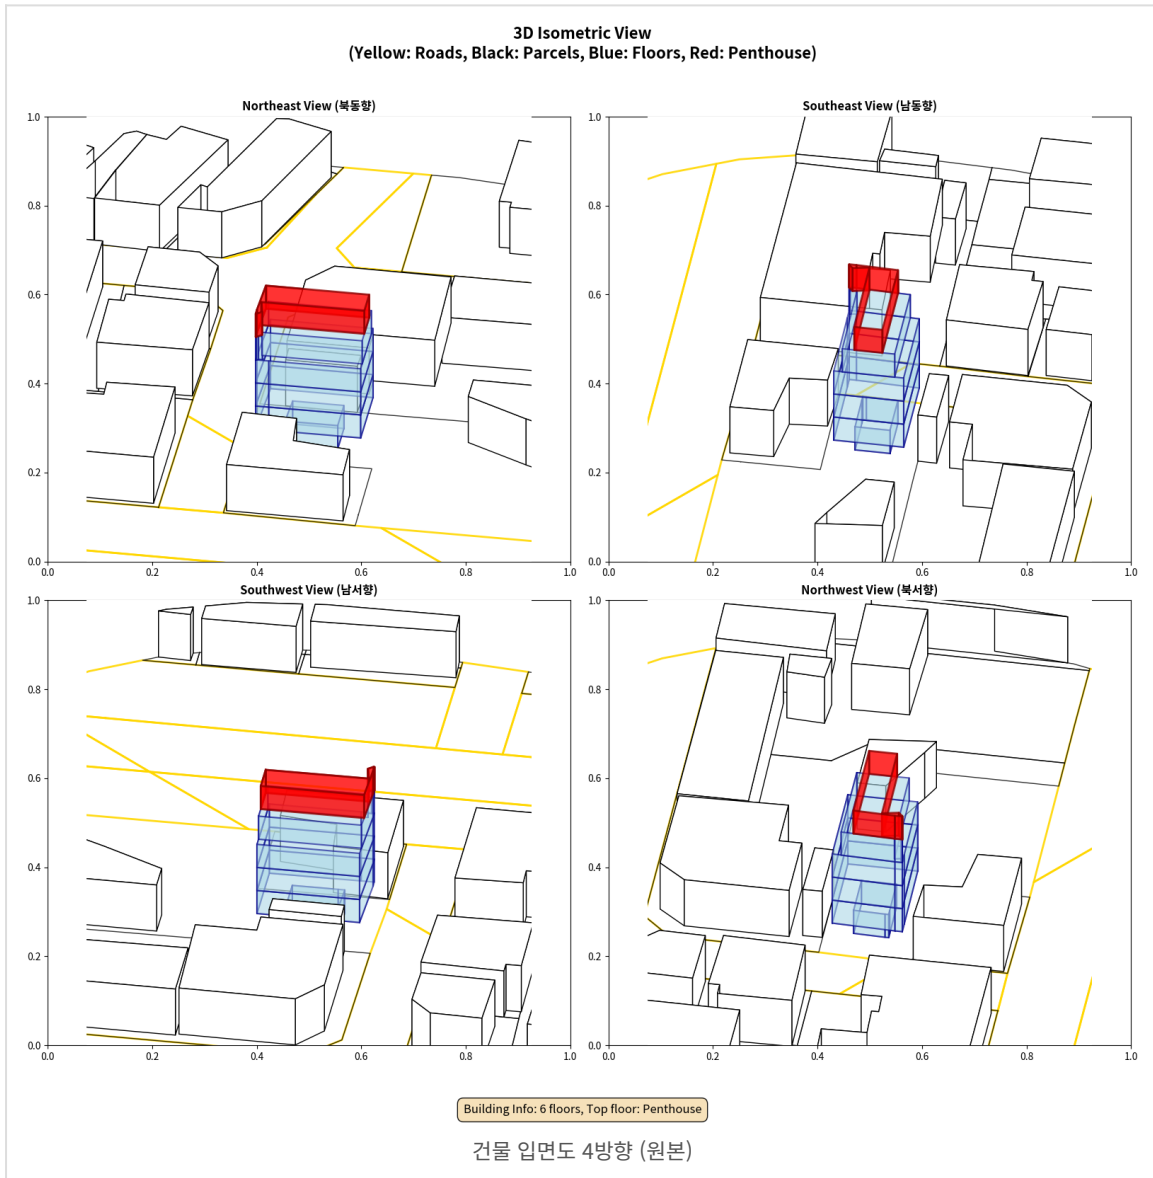 3D Isometric View
(Yellow: Roads, Black: Parcels, Blue: Floors, Red: Penthouse)
Northeast View (북동향)
1.0
0.8
0.6
0.4
0.2
0.0
0.0 0.2 0.4 0.6 0.8 1.0
Southeast View (남동향)
1.0
0.8
0.6
0.4
0.2
0.0
0.0 0.2 0.4 0.6 0.8 1.0
Southwest View (남서향)
1.0
0.8
0.6
0.4
0.2
0.0
0.0 0.2 0.4 0.6 0.8 1.0
Northwest View (북서향)
1.0
0.8
0.6
0.4
0.2
0.0
0.0 0.2 0.4 0.6 0.8 1.0
Building Info: 6 floors, Top floor: Penthouse
건물 입면도 4방향 (원본)